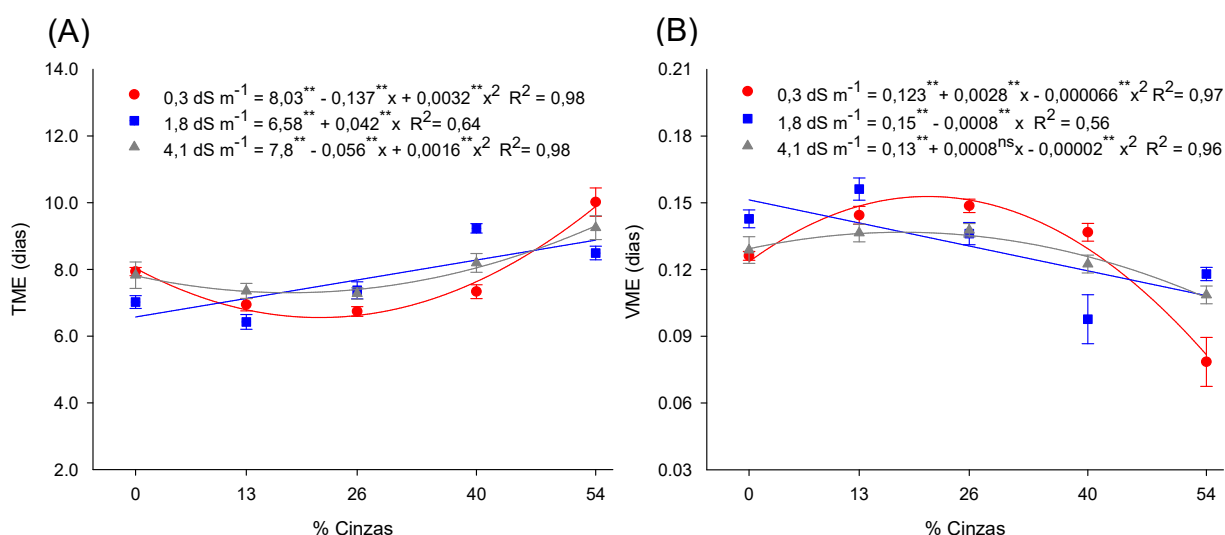 (A)
14.0
12.0
10.0
8.0
6.0
4.0
2.0
TME (dias)
0,3 dS m⁻¹ = 8,03** - 0,137**x + 0,0032**x² R² = 0,98
1,8 dS m⁻¹ = 6,58** + 0,042**x R² = 0,64
4,1 dS m⁻¹ = 7,8** - 0,056**x + 0,0016**x² R² = 0,98
0 13 26 40 54
% Cinzas
(B)
0.21
0.18
0.15
0.12
0.09
0.06
0.03
VME (dias)
0,3 dS m⁻¹ = 0,123** + 0,0028**x - 0,000066**x² R² = 0,97
1,8 dS m⁻¹ = 0,15** - 0,0008**x R² = 0,56
4,1 dS m⁻¹ = 0,13** + 0,0008ⁿˢx - 0,00002** x² R² = 0,96
0 13 26 40 54
% Cinzas